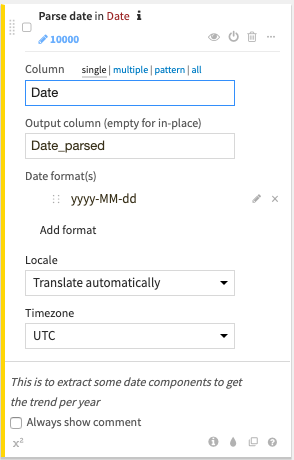 Parse date in Date
10000
Column single | multiple | pattern | all
Date
Output column (empty for in-place)
Date_parsed
Date format(s)
yyyy-MM-dd
Add format
Locale
Translate automatically
Timezone
UTC
This is to extract some date components to get
the trend per year
Always show comment
x²